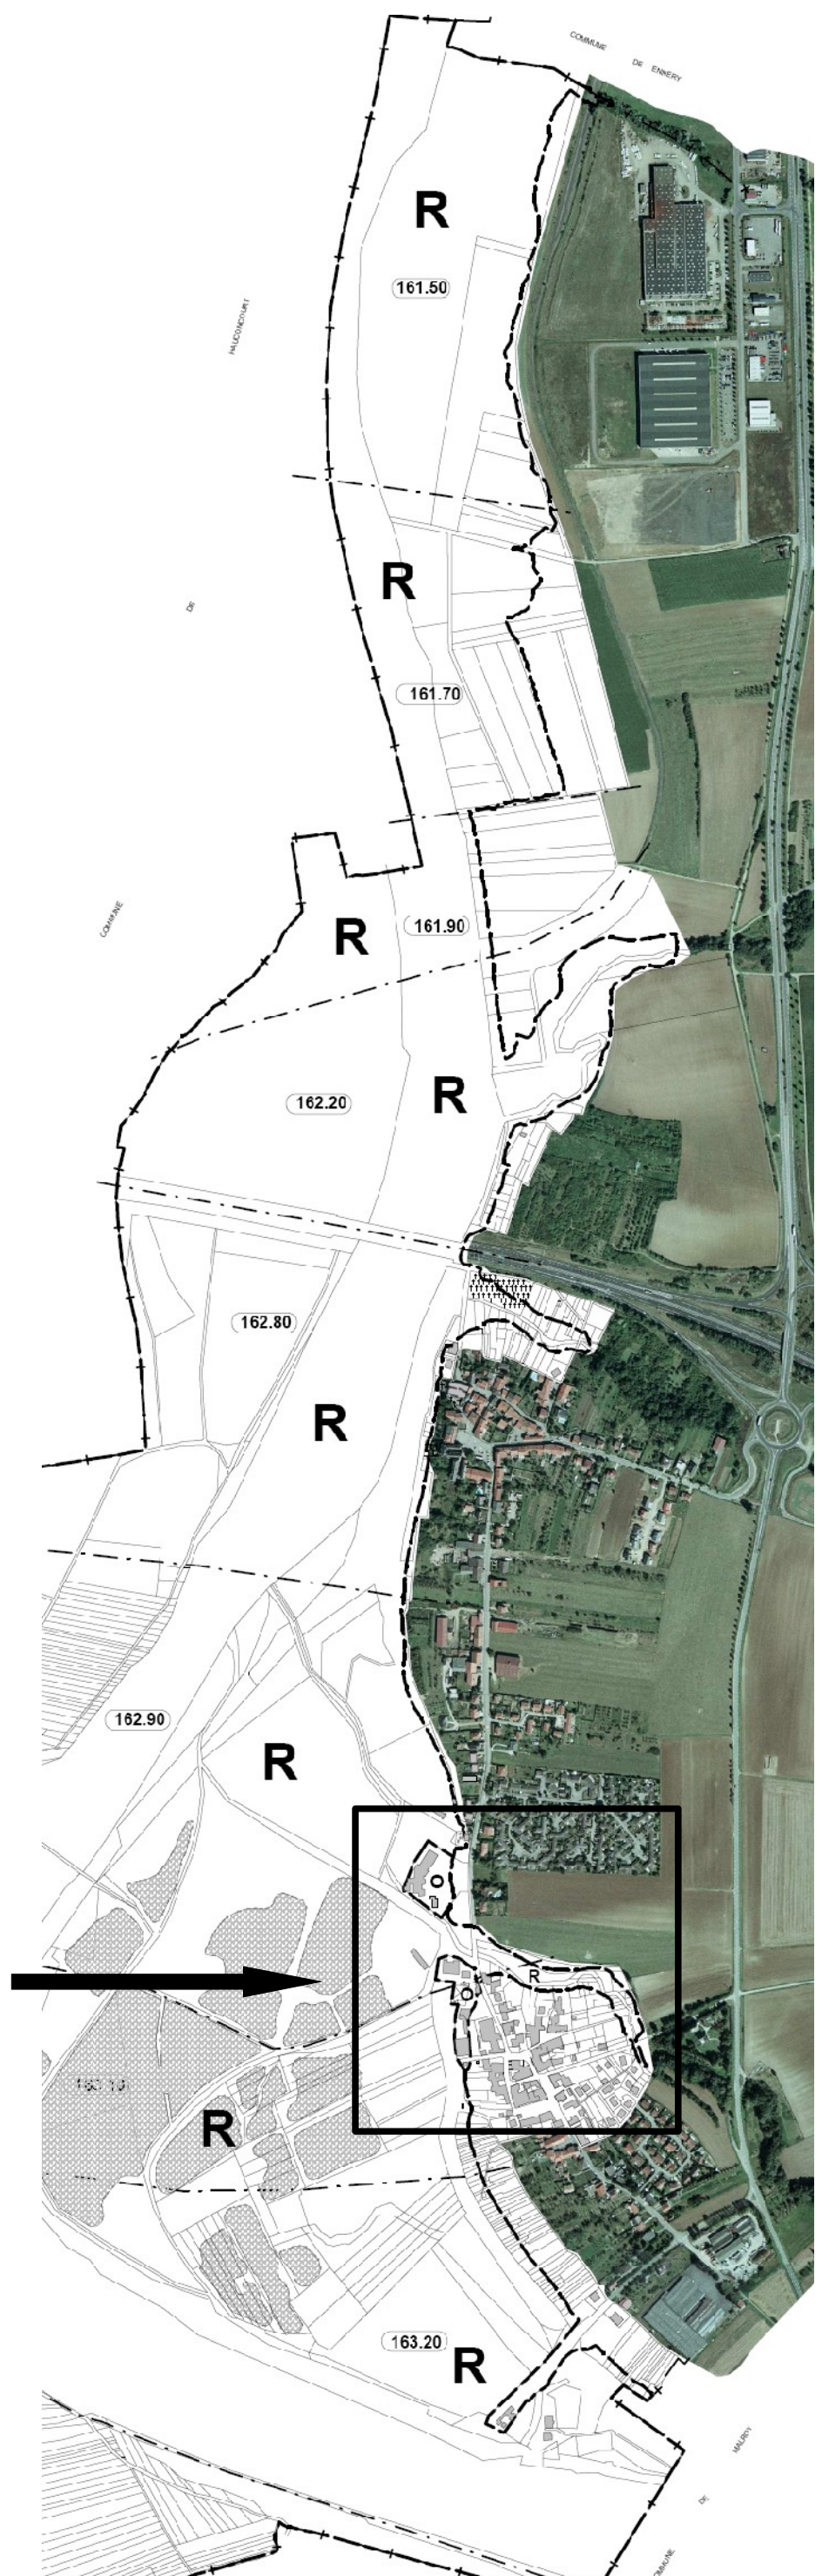 COMMUNE DE ENNERY
R
161.50
HAUCONCOURT
R
DE
161.70
COMMUNE
R
161.90
R
162.20
162.80
R
162.90
R
O
R
O
R
163.20
R
MALROY
DE